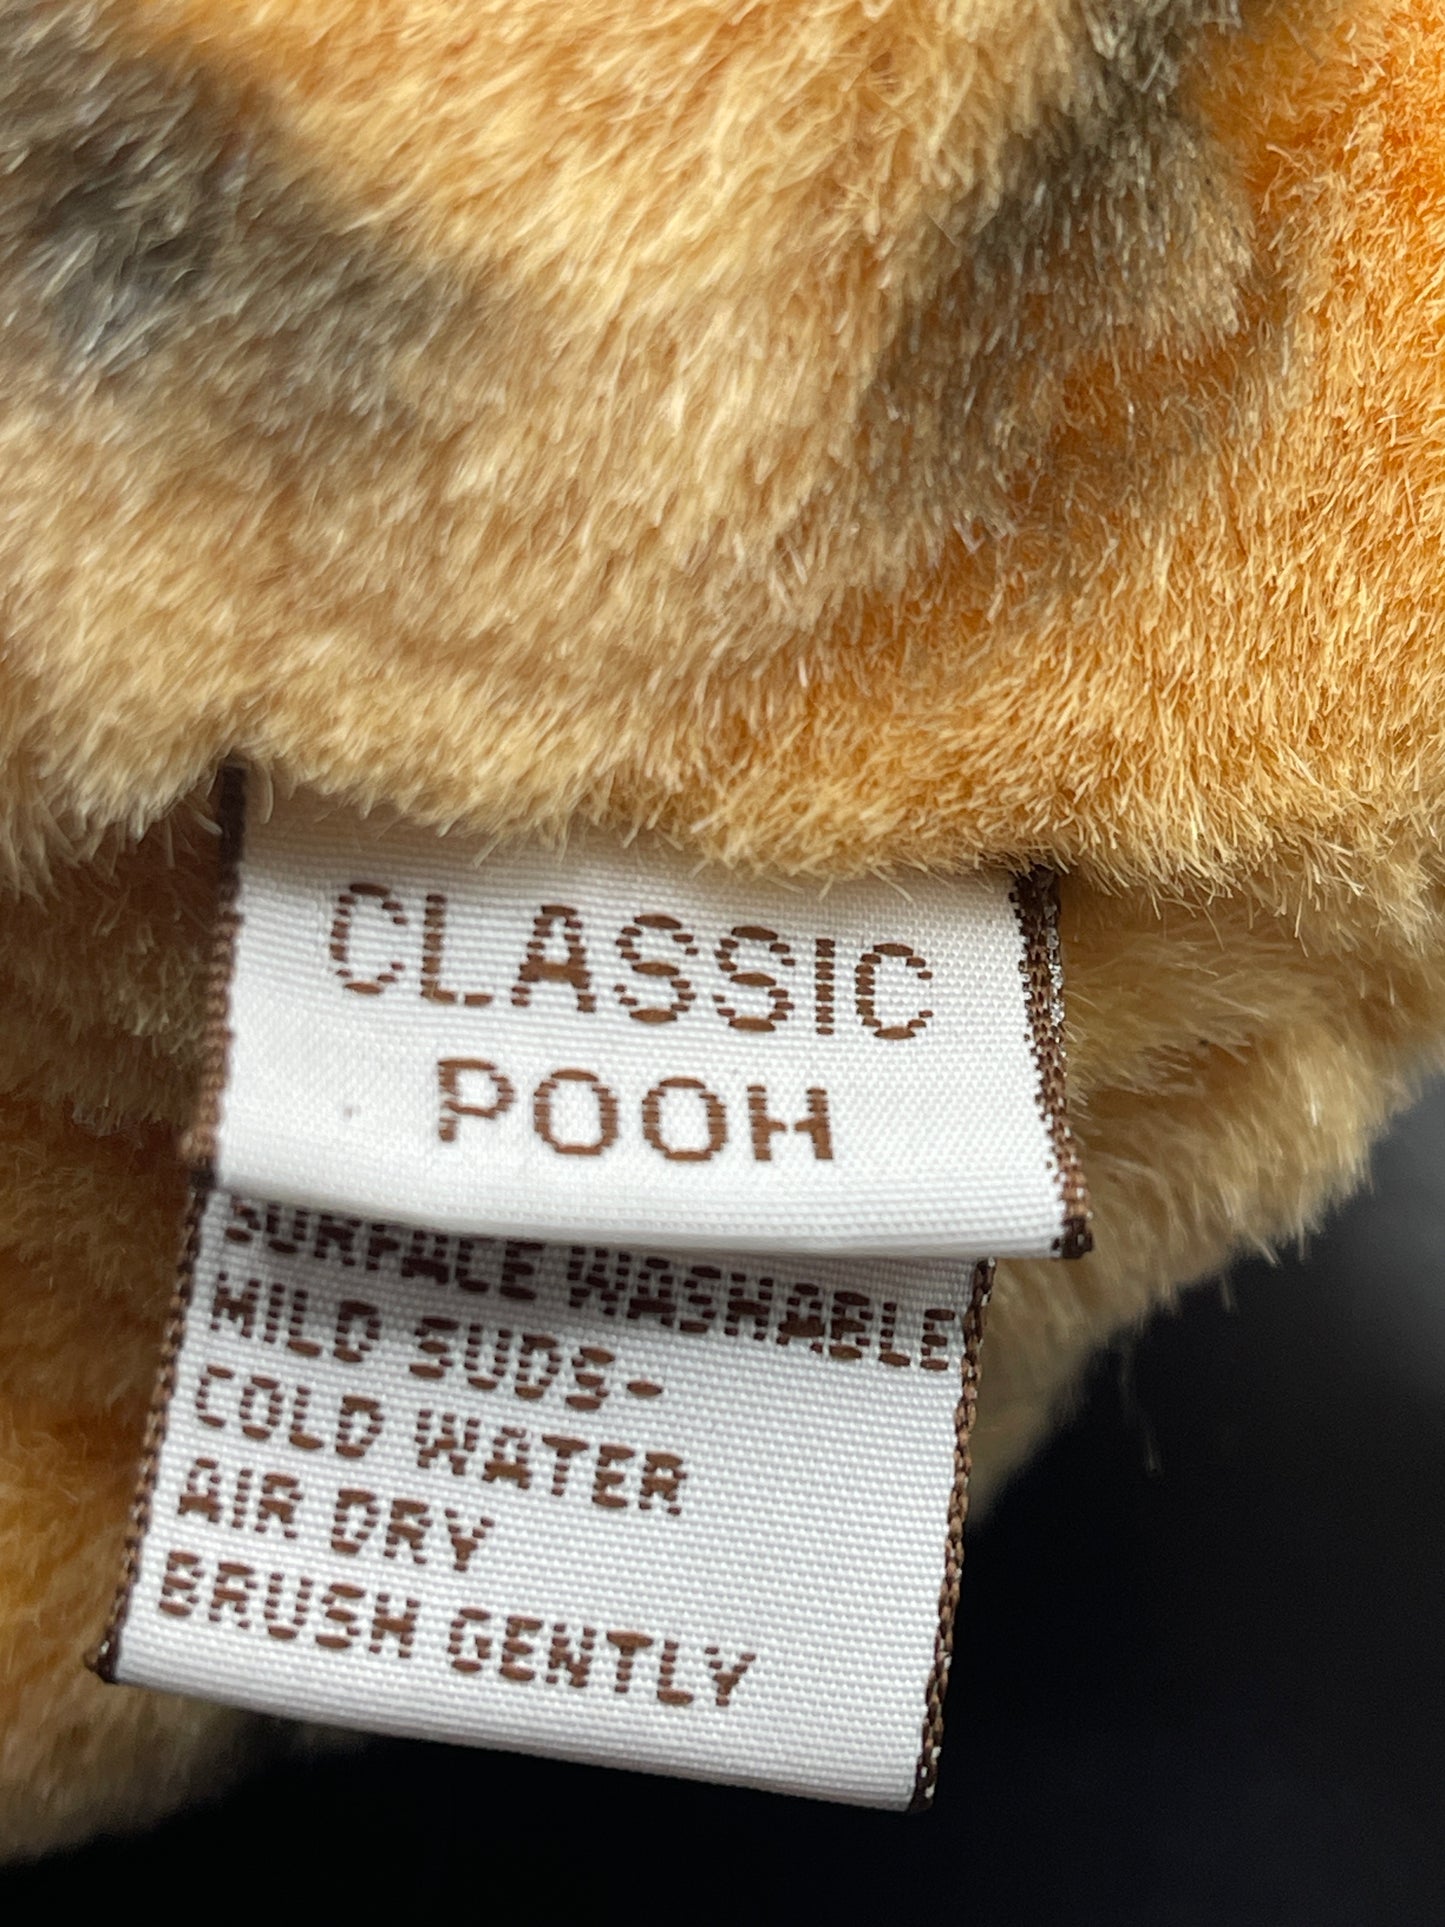 CLASSIC
POOH
SURFACE WASHABLE
MILD SUDS-
COLD WATER
AIR DRY
BRUSH GENTLY